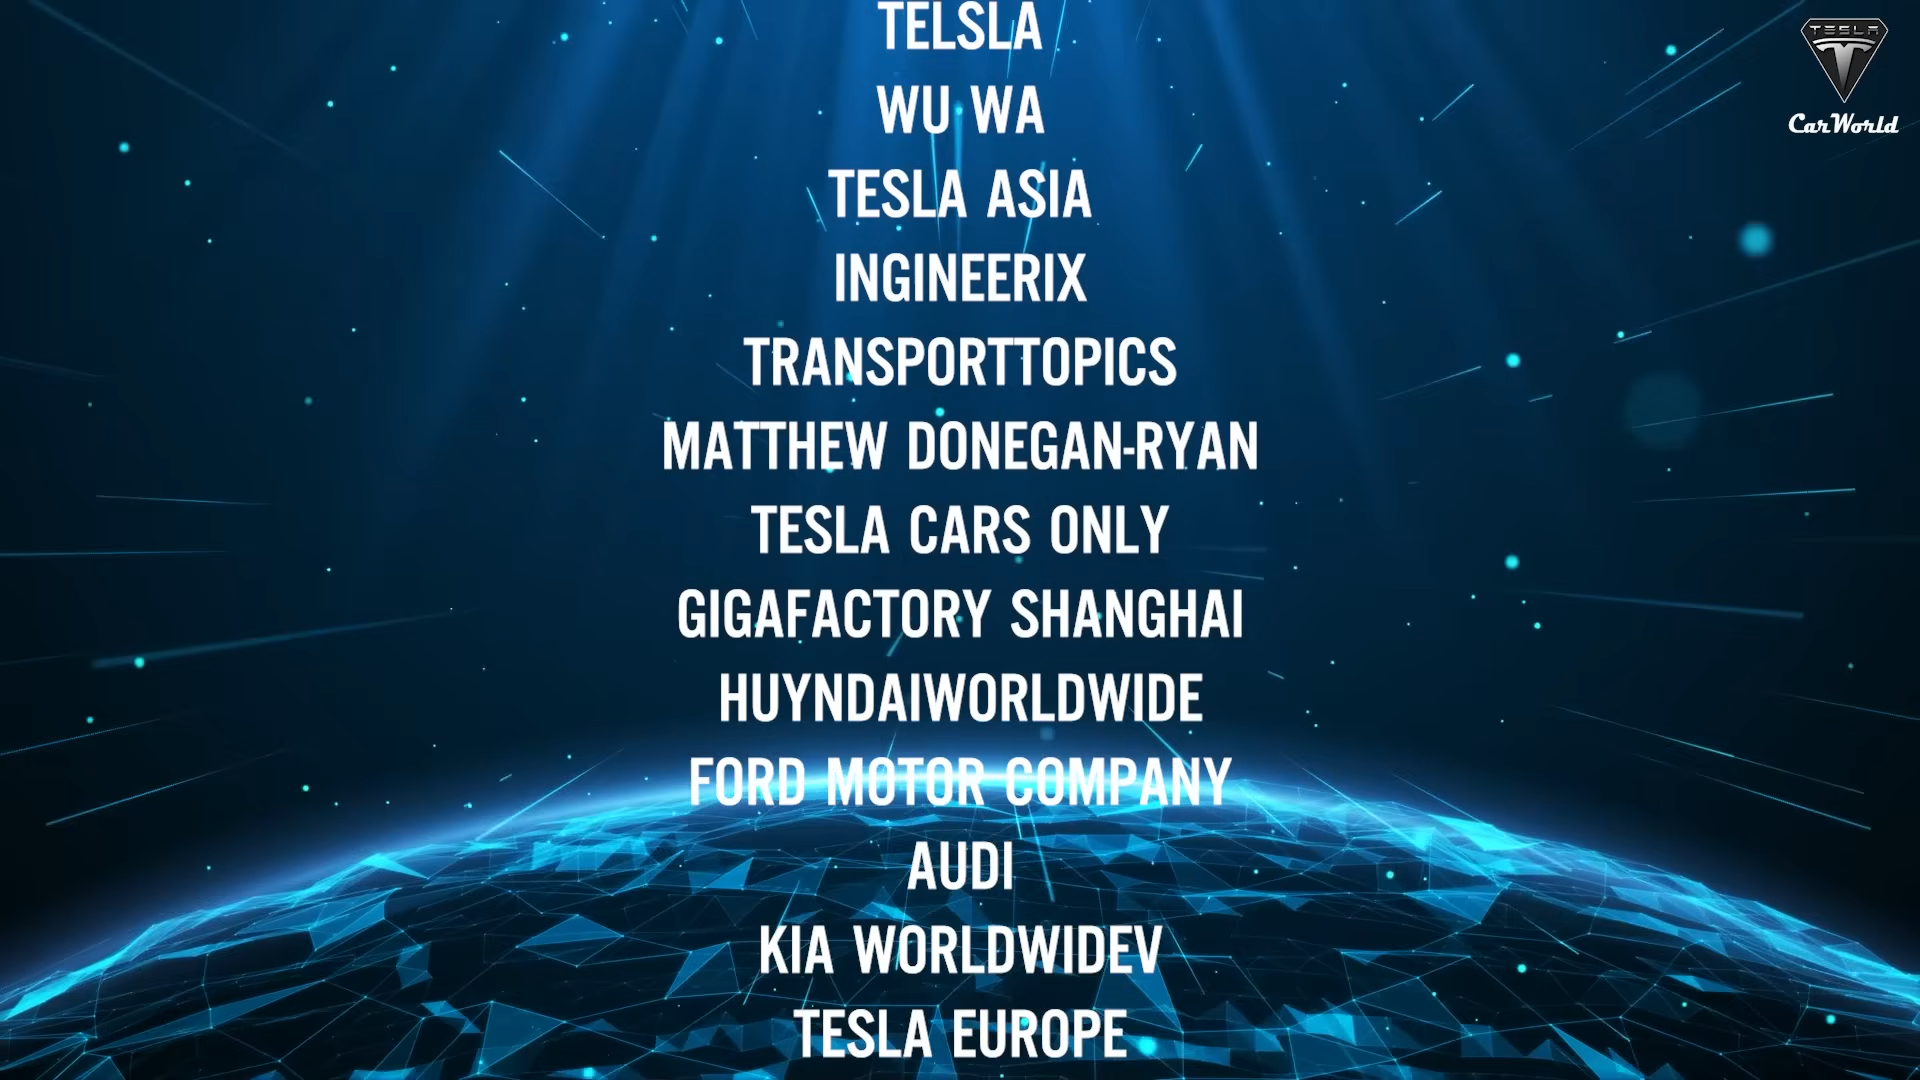 TELSLA
TESLA
CarWorld
WU WA
TESLA ASIA
INGINEERIX
TRANSPORTTOPICS
MATTHEW DONEGAN-RYAN
TESLA CARS ONLY
GIGAFACTORY SHANGHAI
HUYNDAIWORLDWIDE
FORD MOTOR COMPANY
AUDI
KIA WORLDWIDEV
TESLA EUROPE